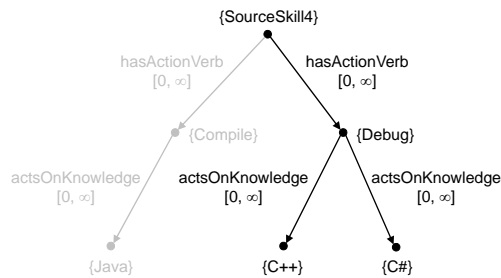 {SourceSkill4}
hasActionVerb
[0, ∞]
hasActionVerb
[0, ∞]
{Compile}
{Debug}
actsOnKnowledge
[0, ∞]
actsOnKnowledge
[0, ∞]
actsOnKnowledge
[0, ∞]
{Java}
{C++}
{C#}